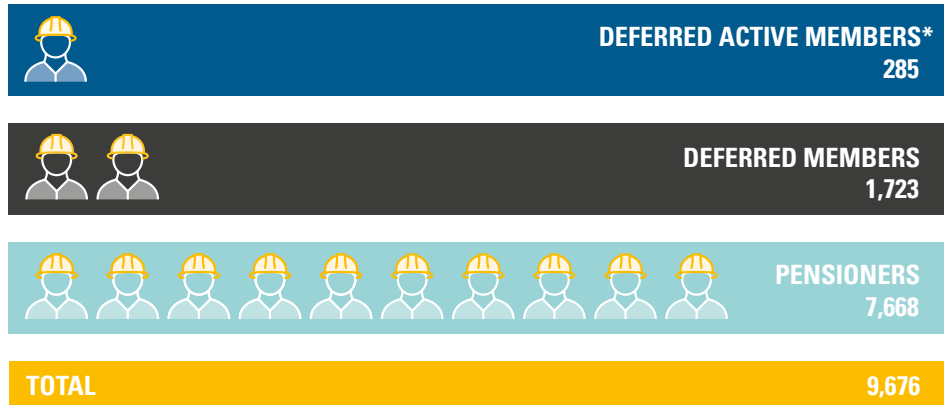 DEFERRED ACTIVE MEMBERS*
285
DEFERRED MEMBERS
1,723
PENSIONERS
7,668
TOTAL 9,676